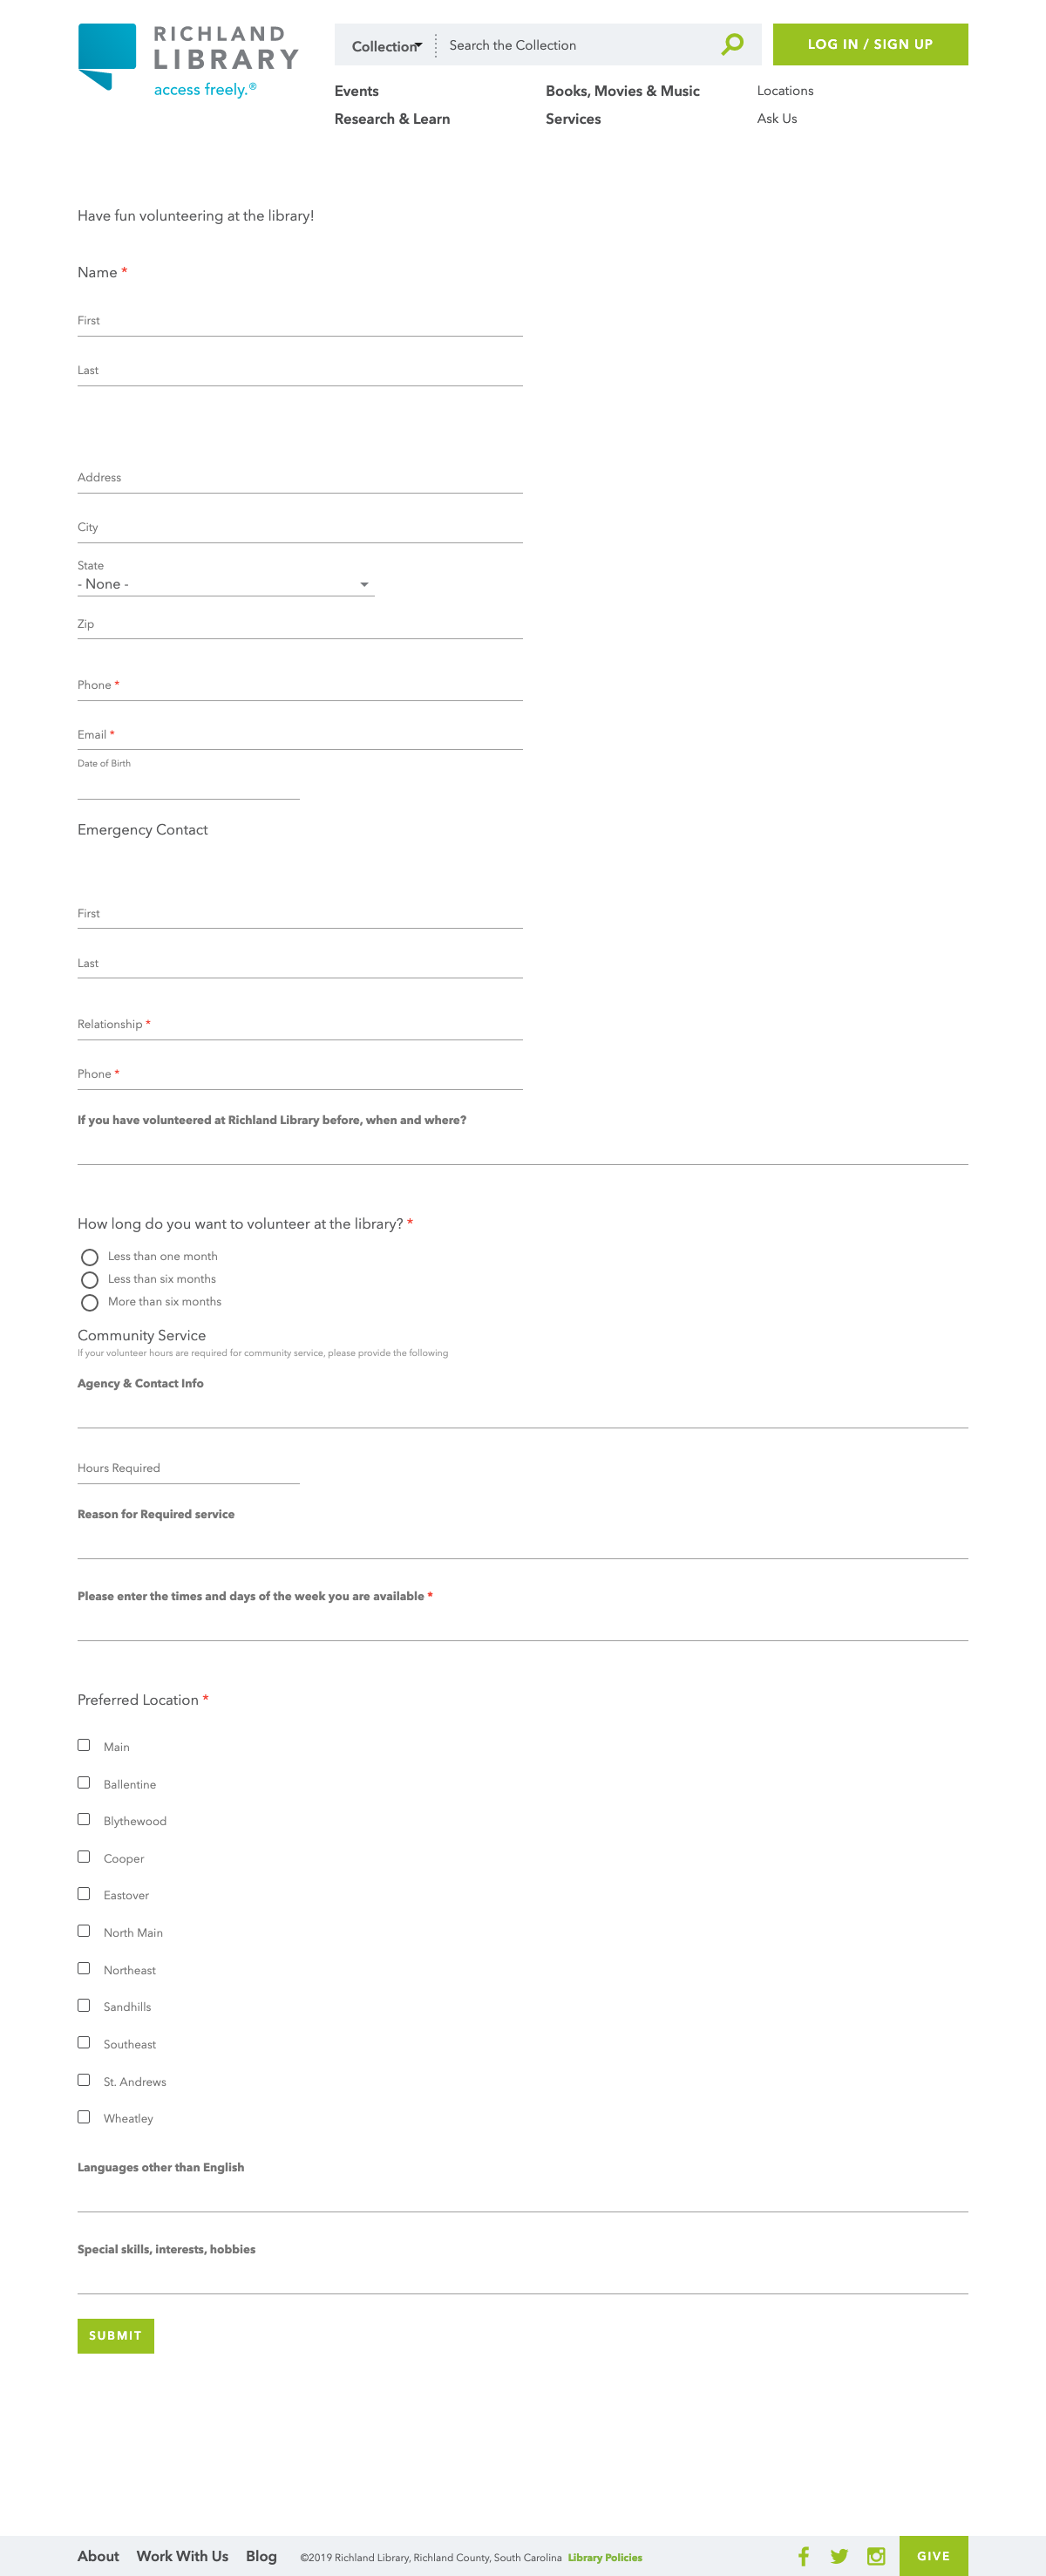 RICHLAND
LIBRARY
access freely.®
Collection
Search the Collection
LOG IN / SIGN UP
Events
Books, Movies & Music
Locations
Research & Learn
Services
Ask Us
Have fun volunteering at the library!
Name *
First
Last
Address
City
State
- None -
Zip
Phone *
Email *
Date of Birth
Emergency Contact
First
Last
Relationship *
Phone *
If you have volunteered at Richland Library before, when and where?
How long do you want to volunteer at the library? *
Less than one month
Less than six months
More than six months
Community Service
If your volunteer hours are required for community service, please provide the following
Agency & Contact Info
Hours Required
Reason for Required service
Please enter the times and days of the week you are available *
Preferred Location *
Main
Ballentine
Blythewood
Cooper
Eastover
North Main
Northeast
Sandhills
Southeast
St. Andrews
Wheatley
Languages other than English
Special skills, interests, hobbies
SUBMIT
About
Work With Us
Blog
©2019 Richland Library, Richland County, South Carolina Library Policies
GIVE